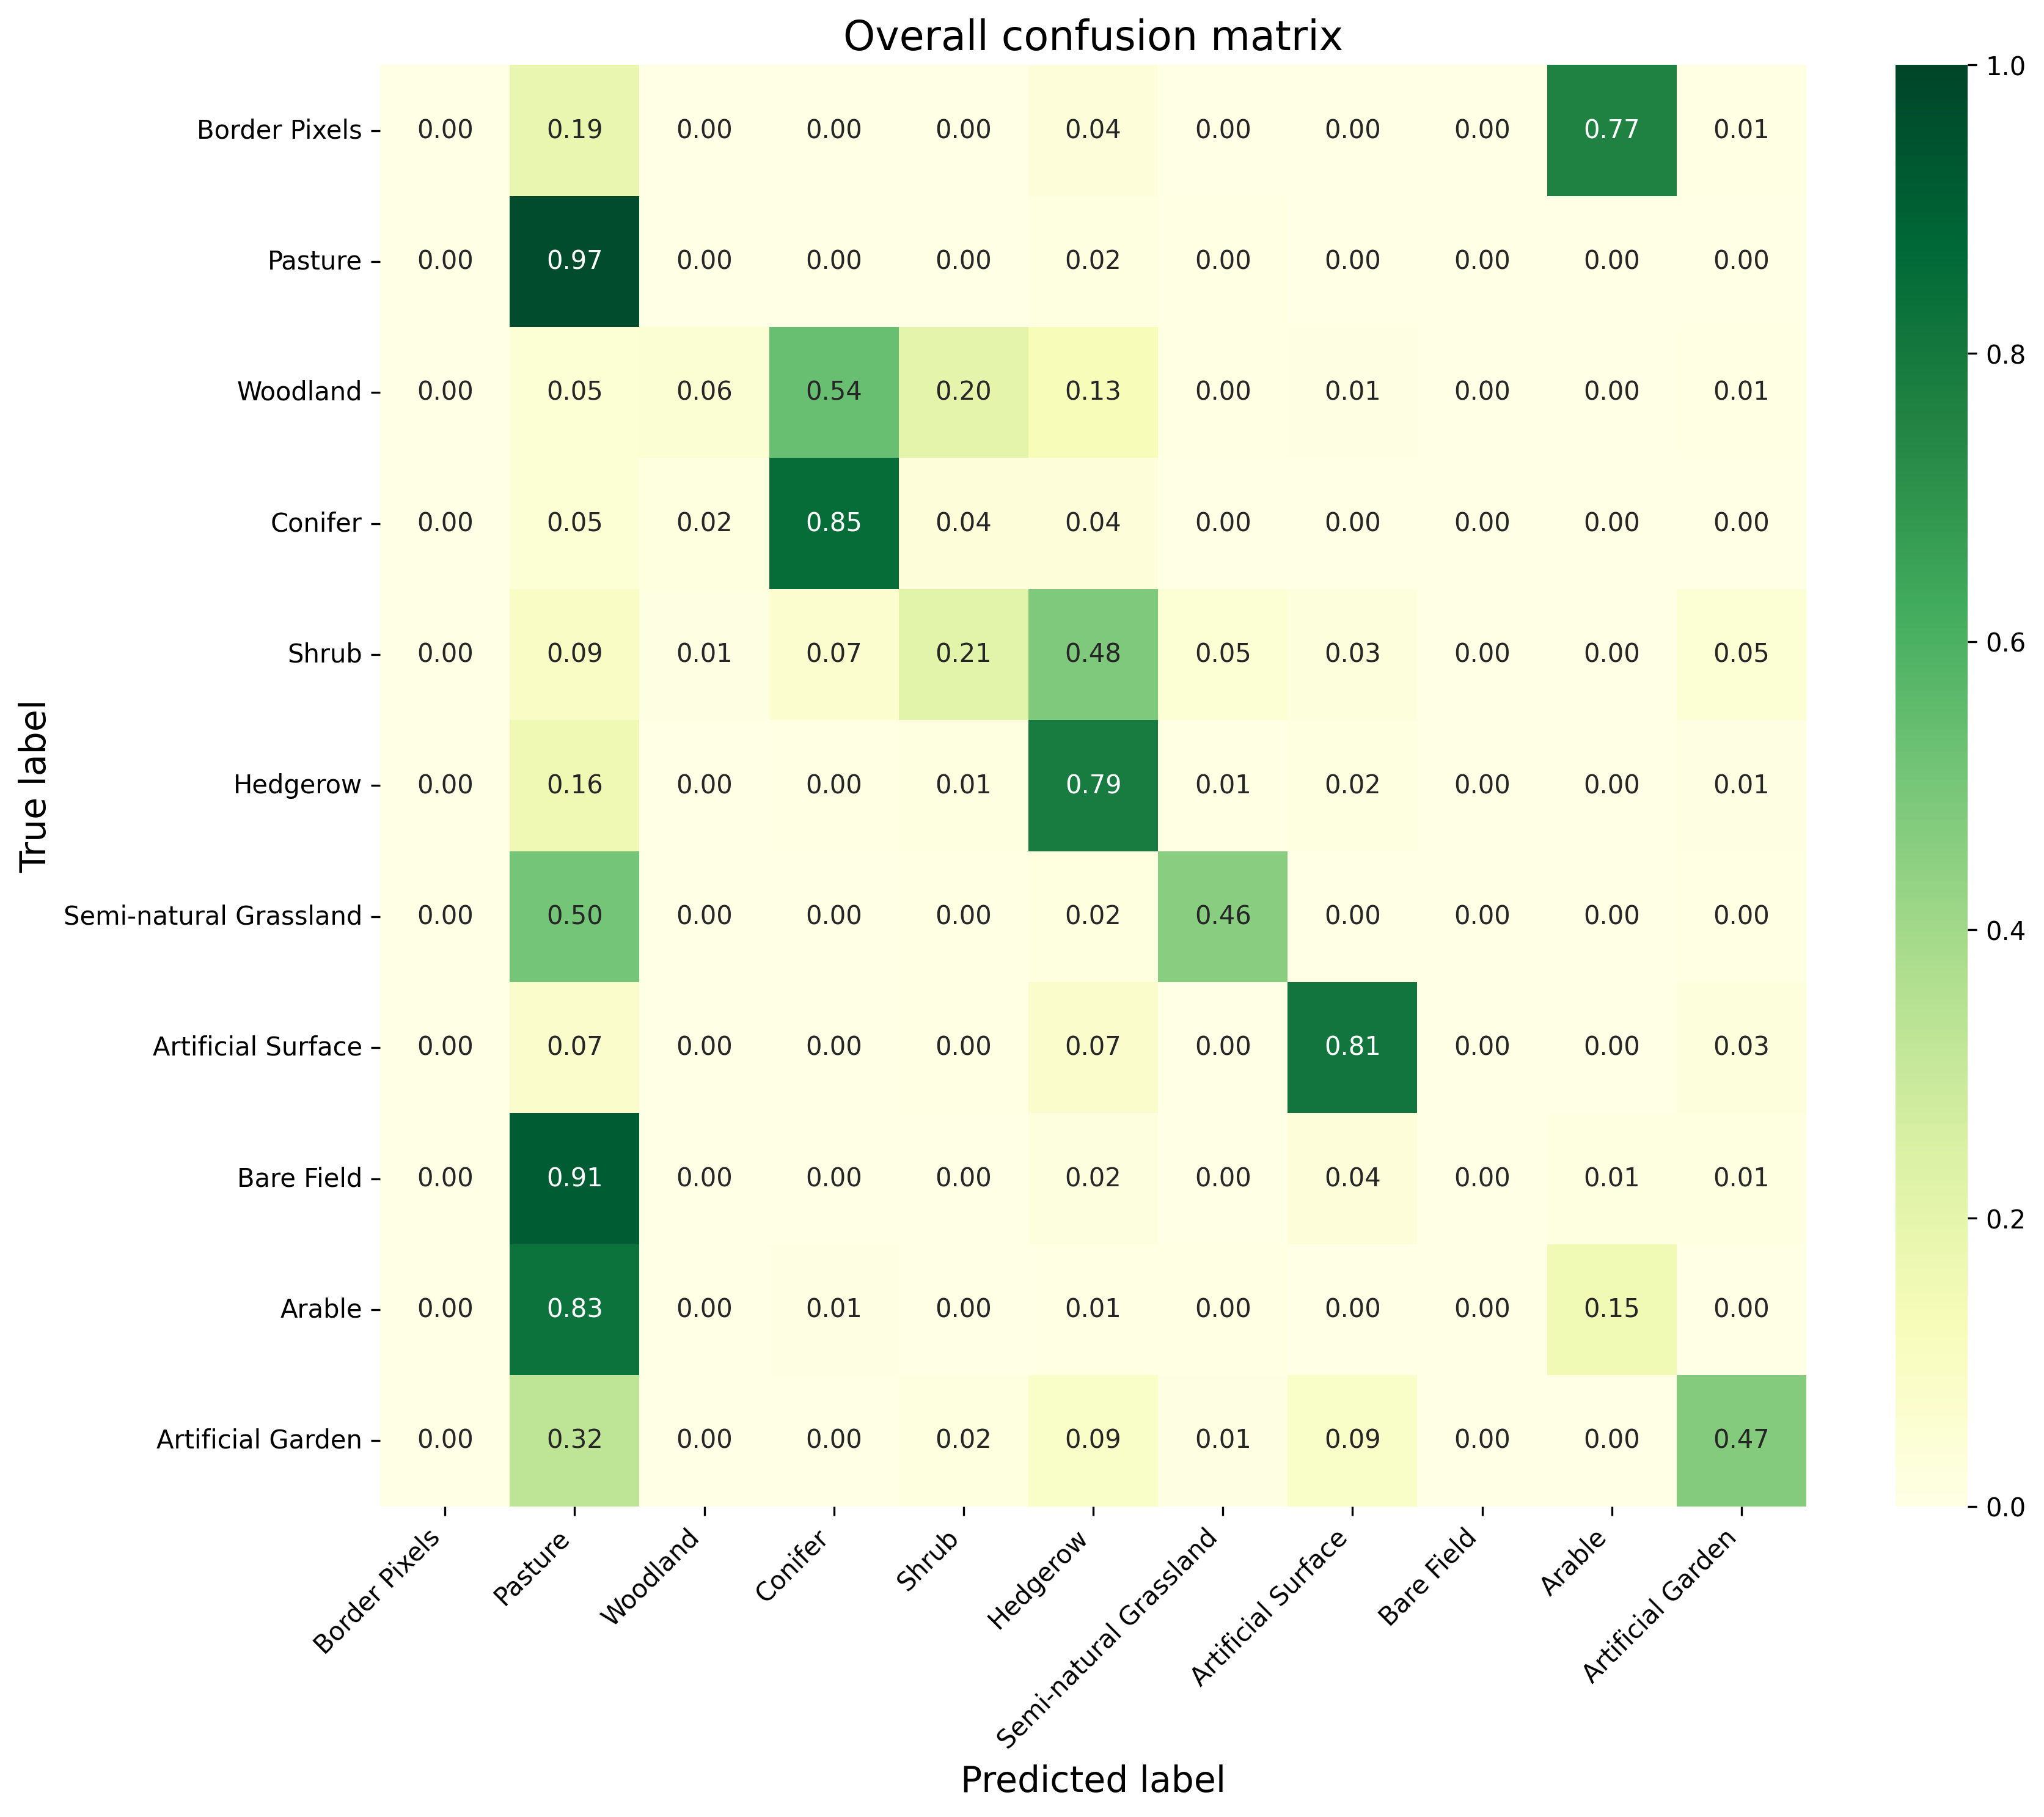 Overall confusion matrix
Border Pixels 0.00 0.19 0.00 0.00 0.00 0.04 0.00 0.00 0.00 0.77 0.01
Pasture 0.00 0.97 0.00 0.00 0.00 0.02 0.00 0.00 0.00 0.00 0.00
Woodland 0.00 0.05 0.06 0.54 0.20 0.13 0.00 0.01 0.00 0.00 0.01
Conifer 0.00 0.05 0.02 0.85 0.04 0.04 0.00 0.00 0.00 0.00 0.00
Shrub 0.00 0.09 0.01 0.07 0.21 0.48 0.05 0.03 0.00 0.00 0.05
Hedgerow 0.00 0.16 0.00 0.00 0.01 0.79 0.01 0.02 0.00 0.00 0.01
Semi-natural Grassland 0.00 0.50 0.00 0.00 0.00 0.02 0.46 0.00 0.00 0.00 0.00
Artificial Surface 0.00 0.07 0.00 0.00 0.00 0.07 0.00 0.81 0.00 0.00 0.03
Bare Field 0.00 0.91 0.00 0.00 0.00 0.02 0.00 0.04 0.00 0.01 0.01
Arable 0.00 0.83 0.00 0.01 0.00 0.01 0.00 0.00 0.00 0.15 0.00
Artificial Garden 0.00 0.32 0.00 0.00 0.02 0.09 0.01 0.09 0.00 0.00 0.47
True label
Border Pixels
Pasture
Woodland
Conifer
Shrub
Hedgerow
Semi-natural Grassland
Artificial Surface
Bare Field
Arable
Artificial Garden
Predicted label
1.0
0.8
0.6
0.4
0.2
0.0